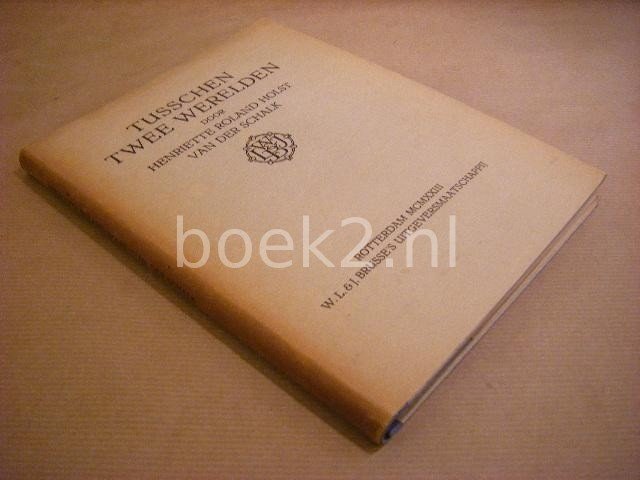 TUSSCHEN
TWEE WERELDEN
DOOR
HENRIETTE ROLAND HOLST
VAN DER SCHALK
ROTTERDAM MCMXXIII
W. L. & J. BRUSSE'S UITGEVERSMAATSCHAPPIJ
boek2.nl